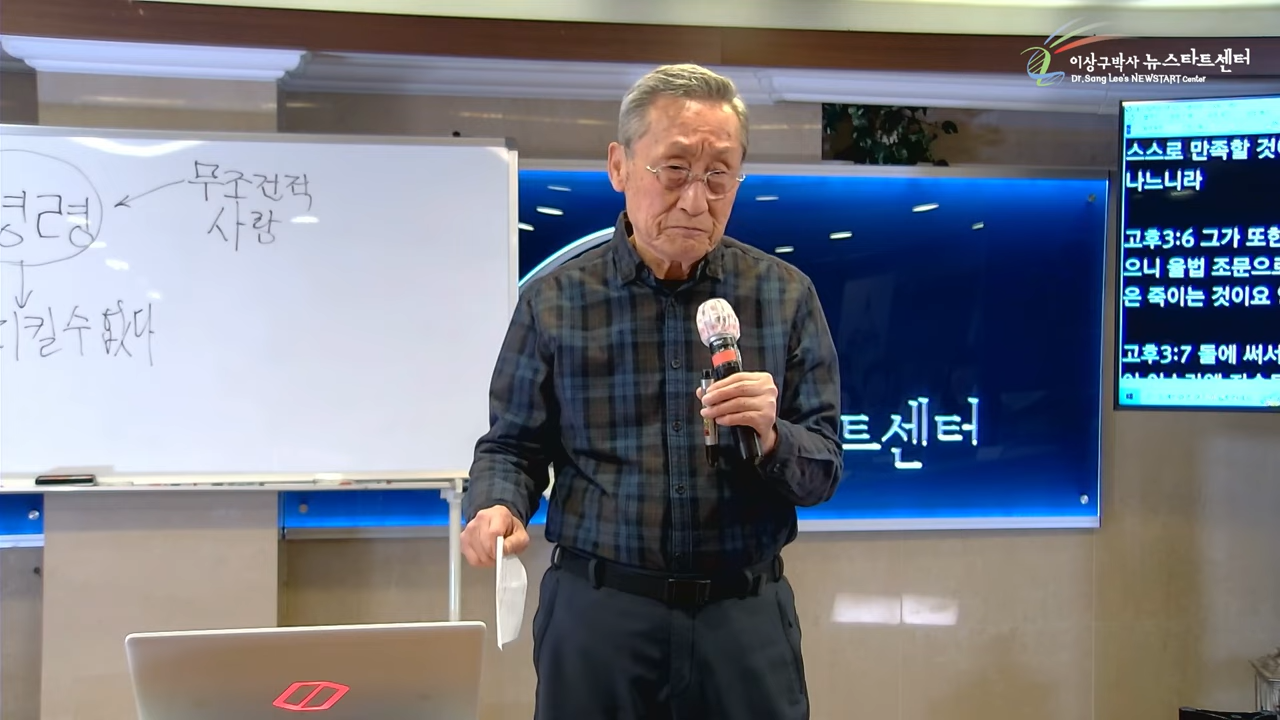 이상구박사 뉴스타트센터
Dr. Sang Lee's NEWSTART Center
무조건적
사람
명령
킬수 없다
트센터
스스로 만족할 것이
나느니라
고후3:6 그가 또한
으니 율법 조문으로
은 죽이는 것이요
고후3:7 돌에 써서